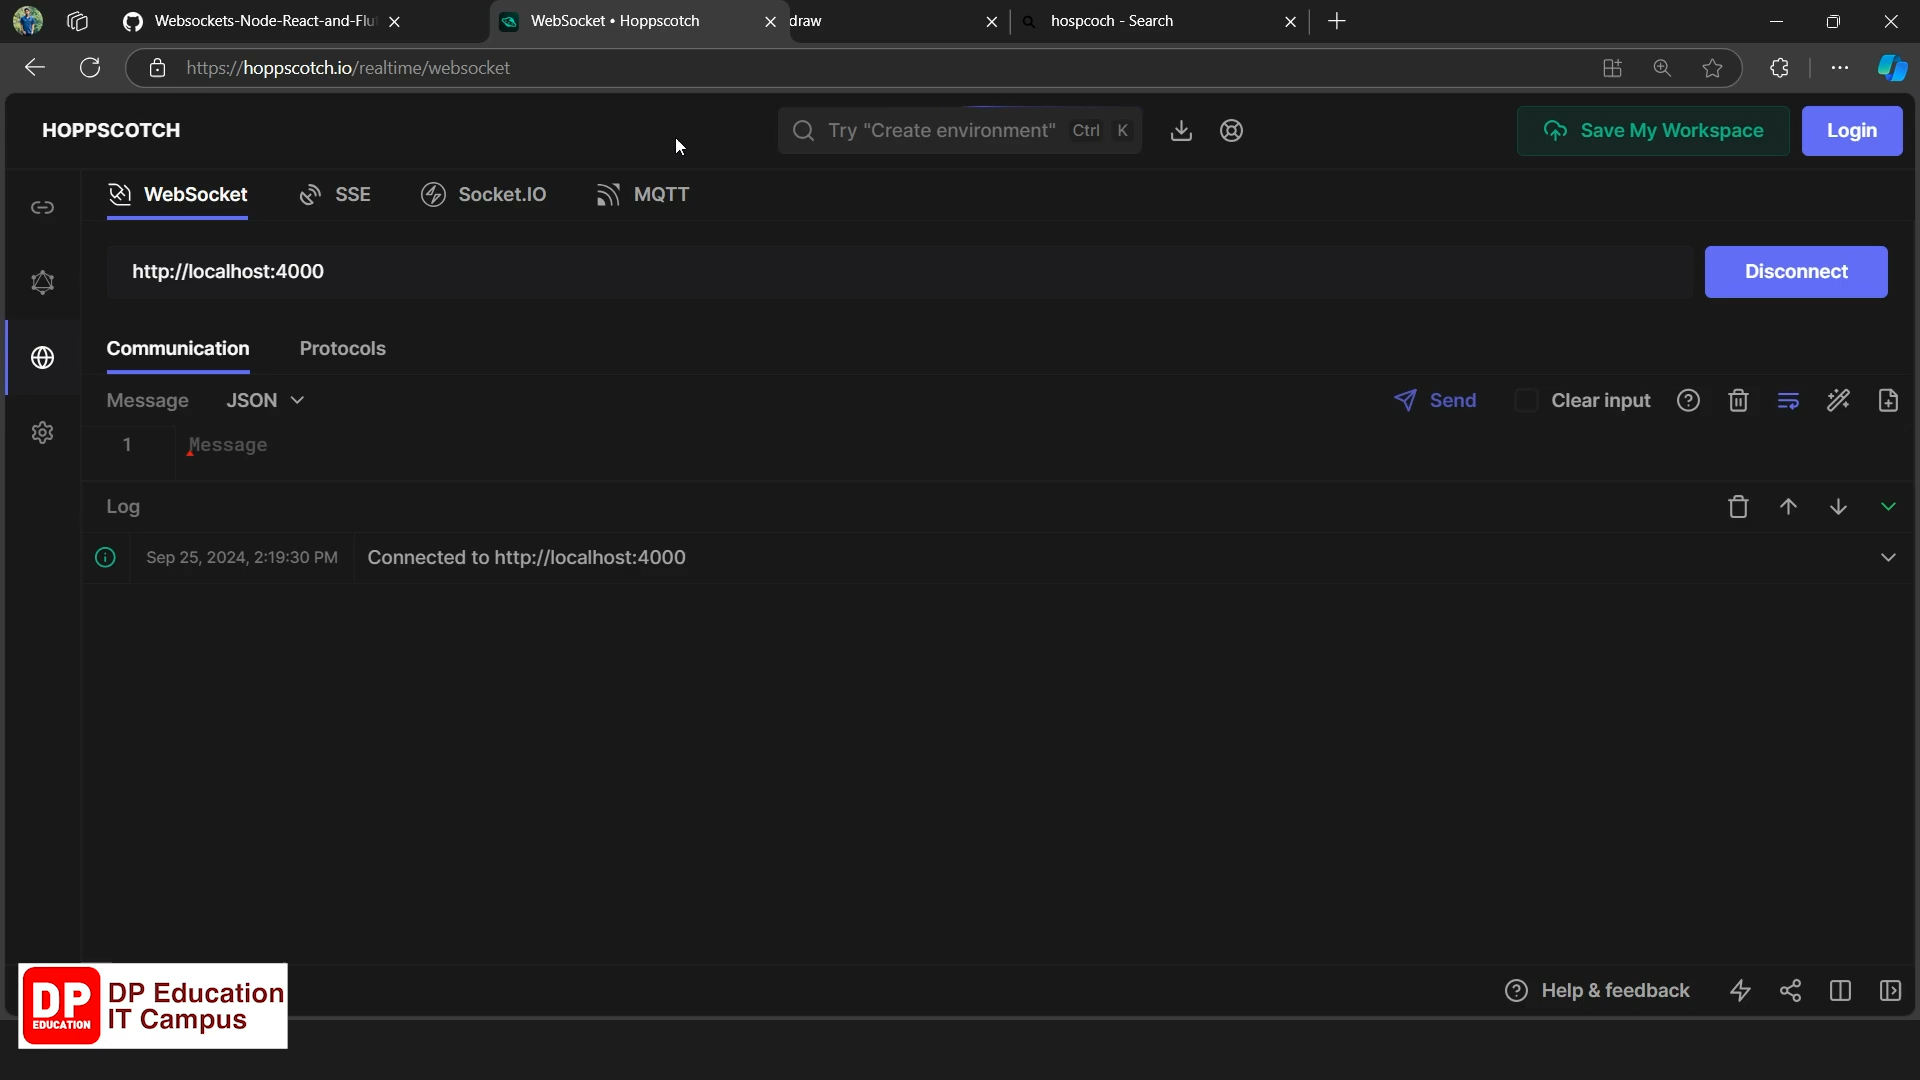 Websockets-Node-React-and-Flu
WebSocket • Hoppscotch
draw
hospcoch - Search
https://hoppscotch.io/realtime/websocket
HOPPSCOTCH
Try "Create environment" Ctrl K
Save My Workspace
Login
WebSocket
SSE
Socket.IO
MQTT
http://localhost:4000
Disconnect
Communication
Protocols
Message JSON
Send
Clear input
1 Message
Log
Sep 25, 2024, 2:19:30 PM Connected to http://localhost:4000
Help & feedback
DP
EDUCATION
DP Education
IT Campus